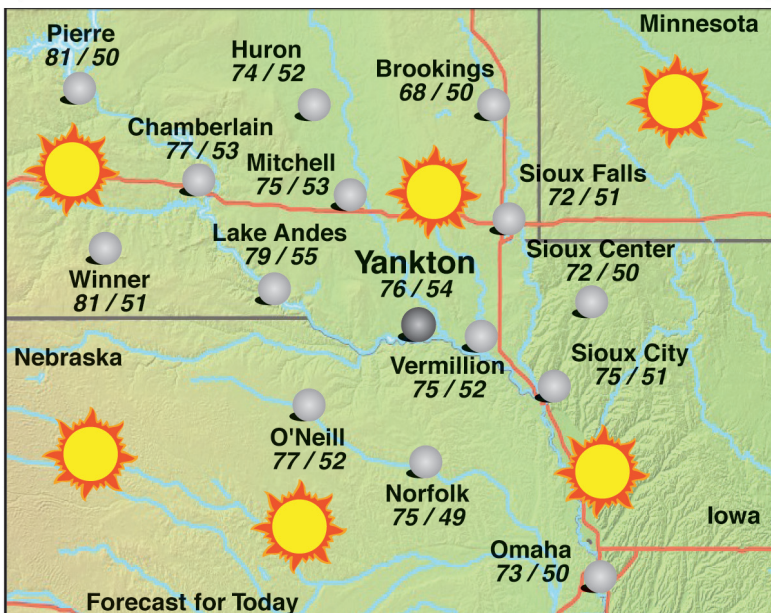 Minnesota
Pierre
81 / 50
Huron
74 / 52
Brookings
68 / 50
Chamberlain
77 / 53
Mitchell
75 / 53
Sioux Falls
72 / 51
Lake Andes
79 / 55
Yankton
76 / 54
Sioux Center
72 / 50
Winner
81 / 51
Nebraska
Vermillion
75 / 52
Sioux City
75 / 51
O'Neill
77 / 52
Norfolk
75 / 49
Iowa
Omaha
73 / 50
Forecast for Today